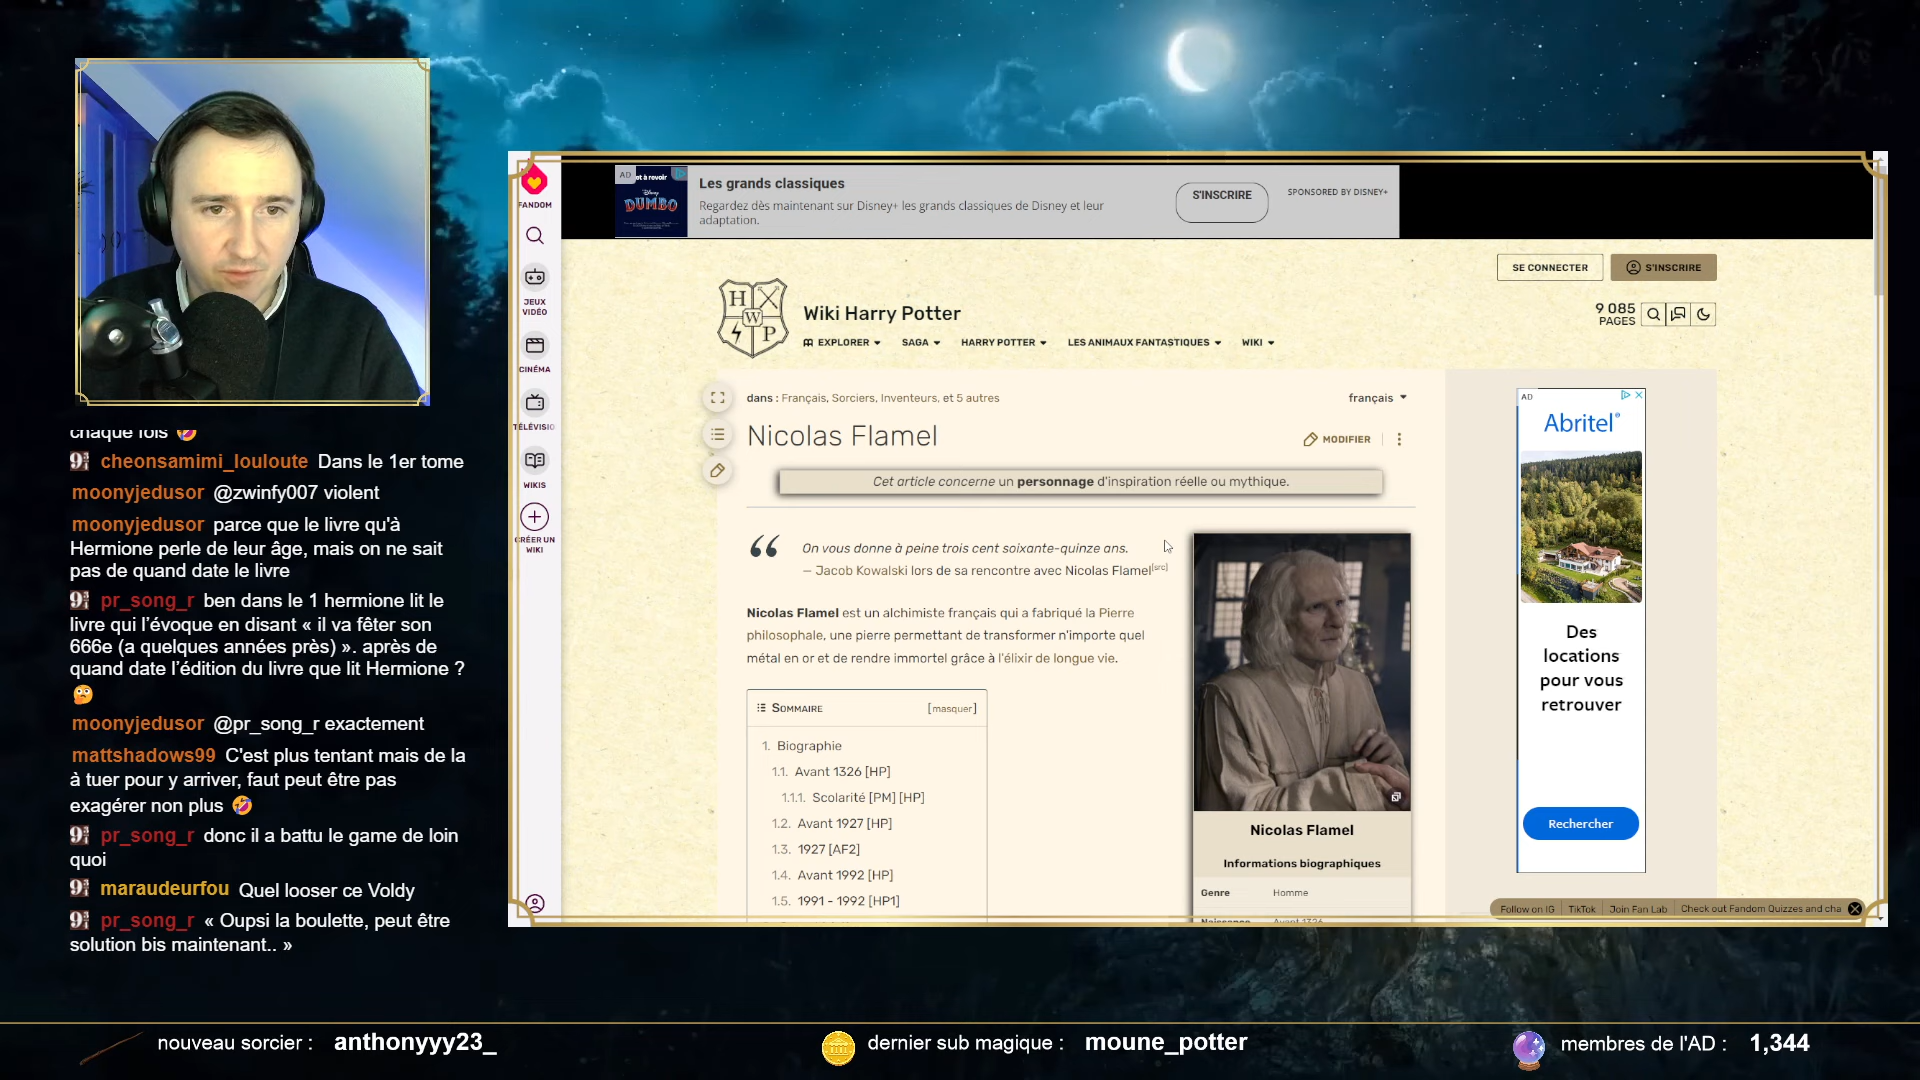 chaque fois
cheonsamimi_louloute Dans le 1er tome
moonyjedusor @zwinfy007 violent
moonyjedusor parce que le livre qu'à
Hermione perle de leur âge, mais on ne sait
pas de quand date le livre
pr_song_r ben dans le 1 hermione lit le
livre qui l'évoque en disant « il va fêter son
666e (a quelques années près) ». après de
quand date l'édition du livre que lit Hermione ?
moonyjedusor @pr_song_r exactement
mattshadows99 C'est plus tentant mais de la
à tuer pour y arriver, faut peut être pas
exagérer non plus
pr_song_r donc il a battu le game de loin
quoi
maraudeurfou Quel looser ce Voldy
pr_song_r « Oupsi la boulette, peut être
solution bis maintenant.. »
FANDOM
JEUX
VIDÉO
CINÉMA
TÉLÉVISIO
WIKIS
CRÉER UN
WIKI
AD
et à revoir
Disney
DUMBO
Les grands classiques
Regardez dès maintenant sur Disney+ les grands classiques de Disney et leur
adaptation.
S'INSCRIRE
SPONSORED BY DISNEY+
SE CONNECTER
S'INSCRIRE
H
W
P
Wiki Harry Potter
9 085
PAGES
EXPLORER
SAGA
HARRY POTTER
LES ANIMAUX FANTASTIQUES
WIKI
dans : Français, Sorciers, Inventeurs, et 5 autres
français
Nicolas Flamel
MODIFIER
Cet article concerne un personnage d'inspiration réelle ou mythique.
“ On vous donne à peine trois cent soixante-quinze ans.
— Jacob Kowalski lors de sa rencontre avec Nicolas Flamel[src]
Nicolas Flamel est un alchimiste français qui a fabriqué la Pierre
philosophale, une pierre permettant de transformer n'importe quel
métal en or et de rendre immortel grâce à l'élixir de longue vie.
SOMMAIRE [masquer]
1. Biographie
1.1. Avant 1326 [HP]
1.1.1. Scolarité [PM] [HP]
1.2. Avant 1927 [HP]
1.3. 1927 [AF2]
1.4. Avant 1992 [HP]
1.5. 1991 - 1992 [HP1]
Nicolas Flamel
Informations biographiques
Genre Homme
Naissance Avant 1326
AD
Abritel®
Des
locations
pour vous
retrouver
Rechercher
Follow on IG
TikTok
Join Fan Lab
Check out Fandom Quizzes and cha
nouveau sorcier : anthonyyy23_
dernier sub magique : moune_potter
membres de l'AD : 1,344